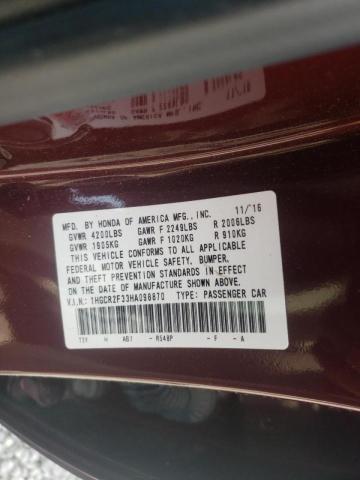 MFD. BY HONDA OF AMERICA MFG., INC. 11/16
GVWR 4200LBS GAWR F 2249LBS R 2006LBS
GVWR 1905KG GAWR F 1020KG R 910KG
THIS VEHICLE CONFORMS TO ALL APPLICABLE
FEDERAL MOTOR VEHICLE SAFETY, BUMPER,
AND THEFT PREVENTION STANDARDS IN EFFECT
ON THE DATE OF MANUFACTURE SHOWN ABOVE.
V.I.N.: 1HGCR2F33HA098870 TYPE: PASSENGER CAR
R548P - F - A